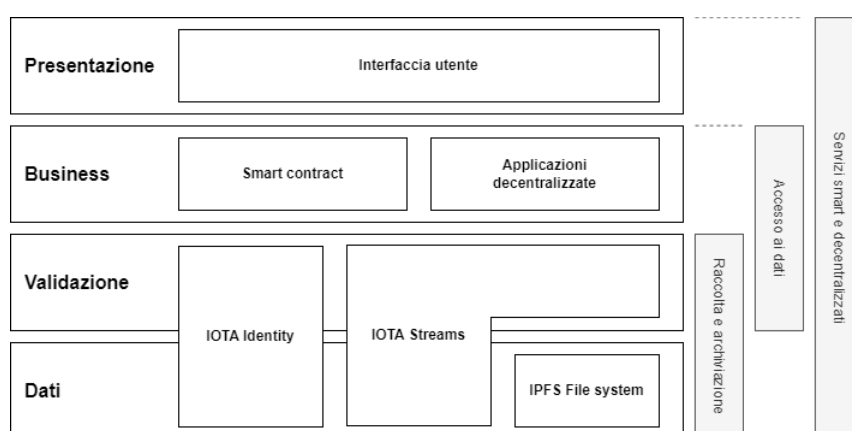 Presentazione
Interfaccia utente
Business
Smart contract
Applicazioni
decentralizzate
Validazione
IOTA Identity
IOTA Streams
Dati
IPFS File system
Raccolta e archiviazione
Accesso ai dati
Servizi smart e decentralizzati